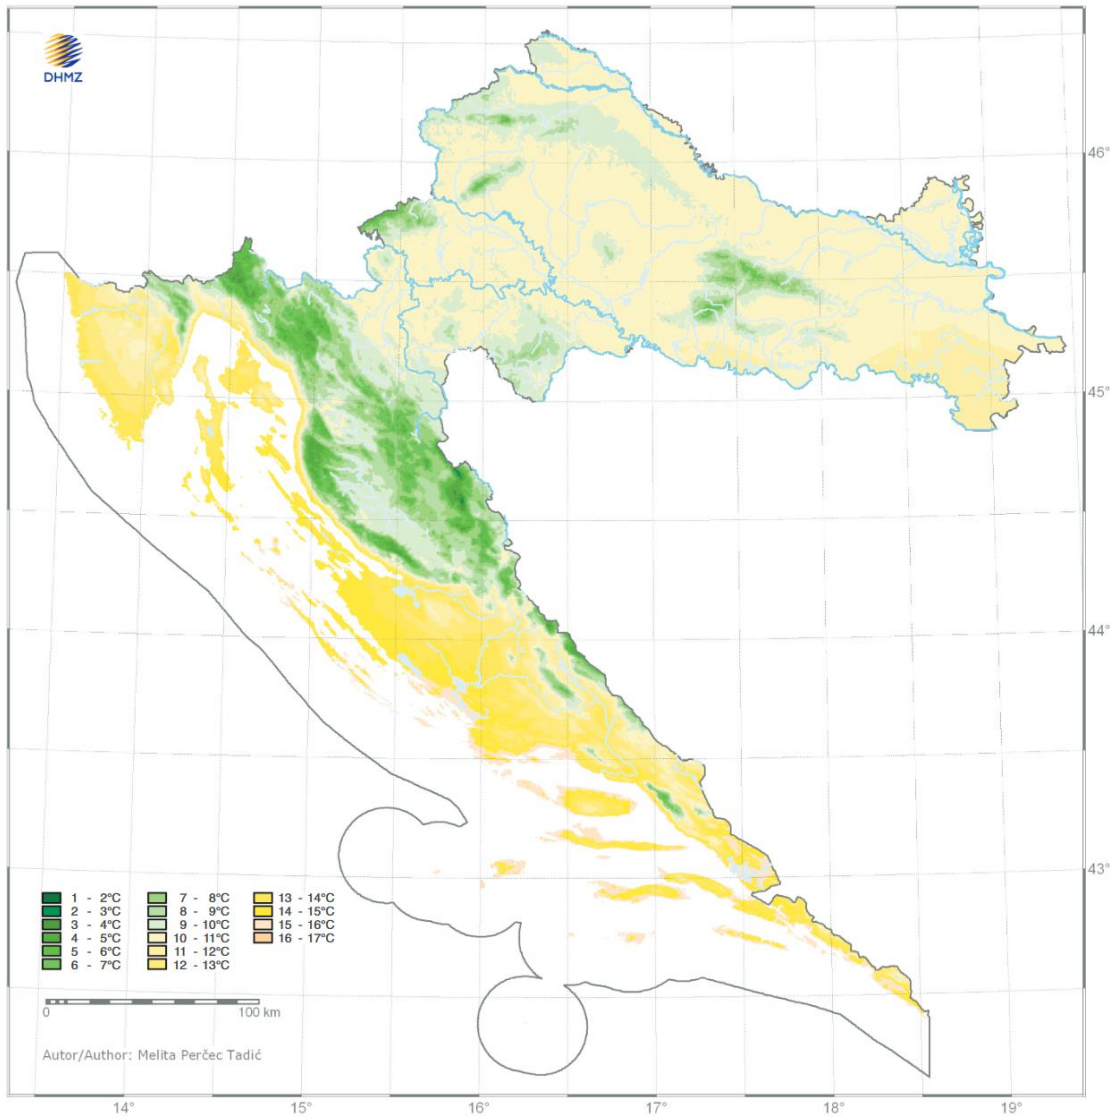 DHMZ
46°
45°
44°
43°
1 - 2°C
2 - 3°C
3 - 4°C
4 - 5°C
5 - 6°C
6 - 7°C
7 - 8°C
8 - 9°C
9 - 10°C
10 - 11°C
11 - 12°C
12 - 13°C
13 - 14°C
14 - 15°C
15 - 16°C
16 - 17°C
0 100 km
Autor/Author: Melita Perčec Tadić
14° 15° 16° 17° 18° 19°